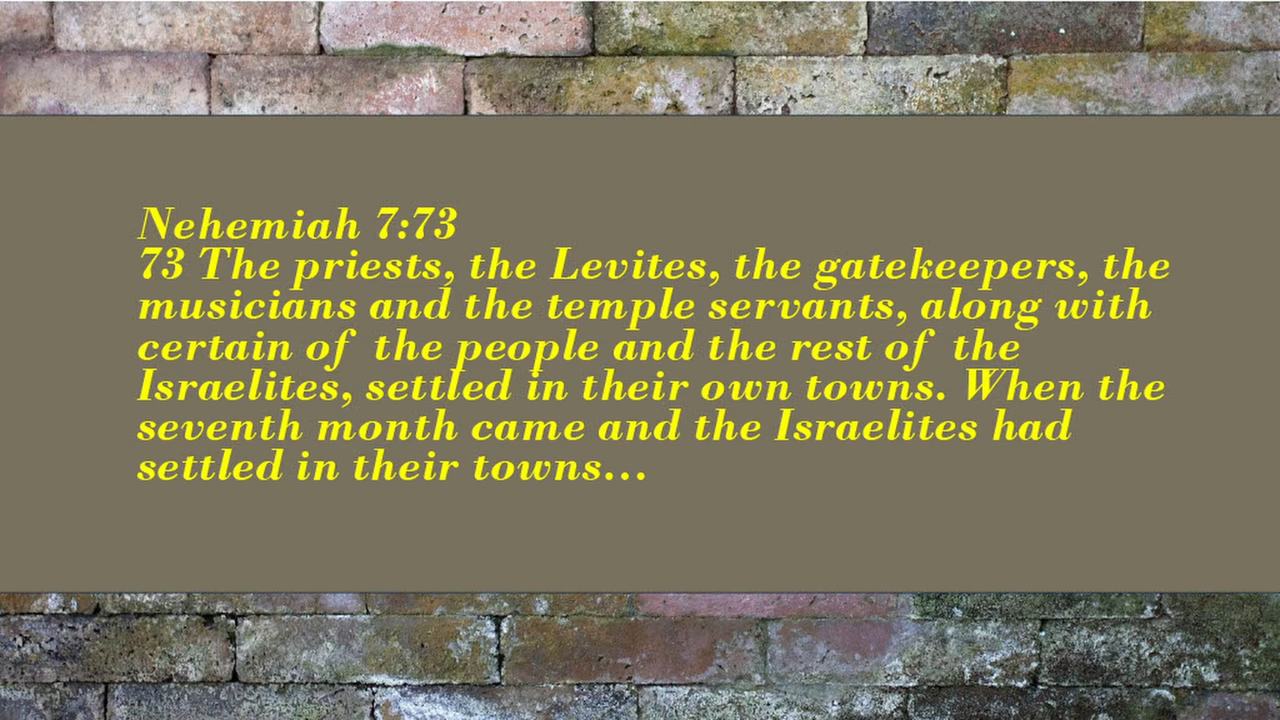 Nehemiah 7:73
73 The priests, the Levites, the gatekeepers, the
musicians and the temple servants, along with
certain of the people and the rest of the
Israelites, settled in their own towns. When the
seventh month came and the Israelites had
settled in their towns...